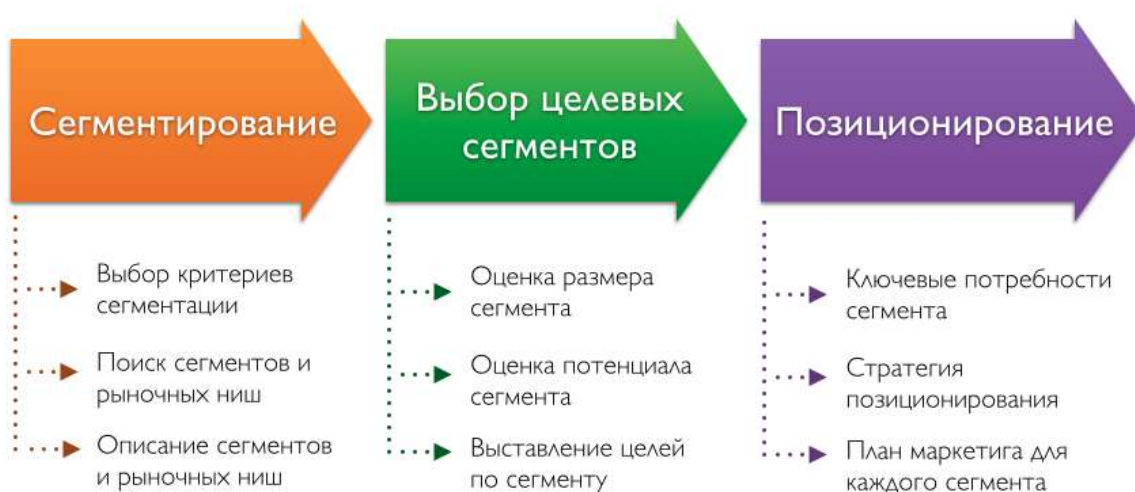 Сегментирование
Выбор критериев
сегментации
Поиск сегментов и
рыночных ниш
Описание сегментов
и рыночных ниш
Выбор целевых
сегментов
Оценка размера
сегмента
Оценка потенциала
сегмента
Выставление целей
по сегменту
Позиционирование
Ключевые потребности
сегмента
Стратегия
позиционирования
План маркетига для
каждого сегмента